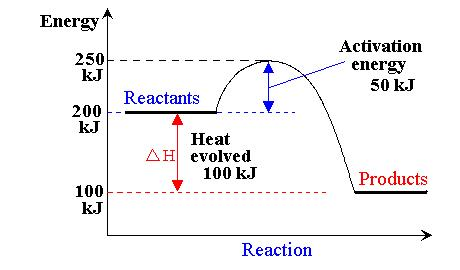 Energy
250
kJ
Activation
energy
50 kJ
Reactants
200
kJ
△H
Heat
evolved
100 kJ
Products
100
kJ
Reaction